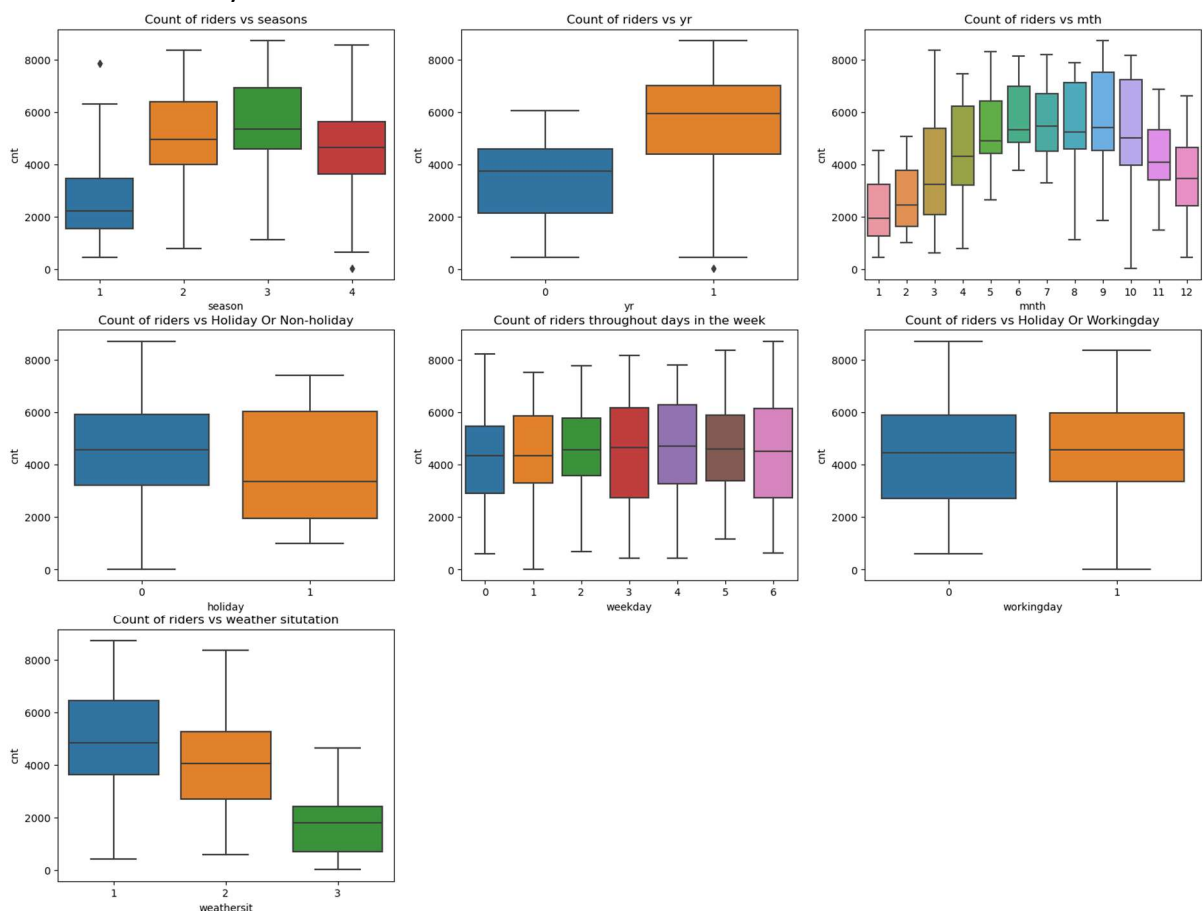 Count of riders vs seasons
cnt
8000
6000
4000
2000
0
1 2 3 4
season
Count of riders vs yr
cnt
8000
6000
4000
2000
0
0 1
yr
Count of riders vs mth
cnt
8000
6000
4000
2000
0
1 2 3 4 5 6 7 8 9 10 11 12
mnth
Count of riders vs Holiday Or Non-holiday
cnt
8000
6000
4000
2000
0
0 1
holiday
Count of riders throughout days in the week
cnt
8000
6000
4000
2000
0
0 1 2 3 4 5 6
weekday
Count of riders vs Holiday Or Workingday
cnt
8000
6000
4000
2000
0
0 1
workingday
Count of riders vs weather situtation
cnt
8000
6000
4000
2000
0
1 2 3
weathersit